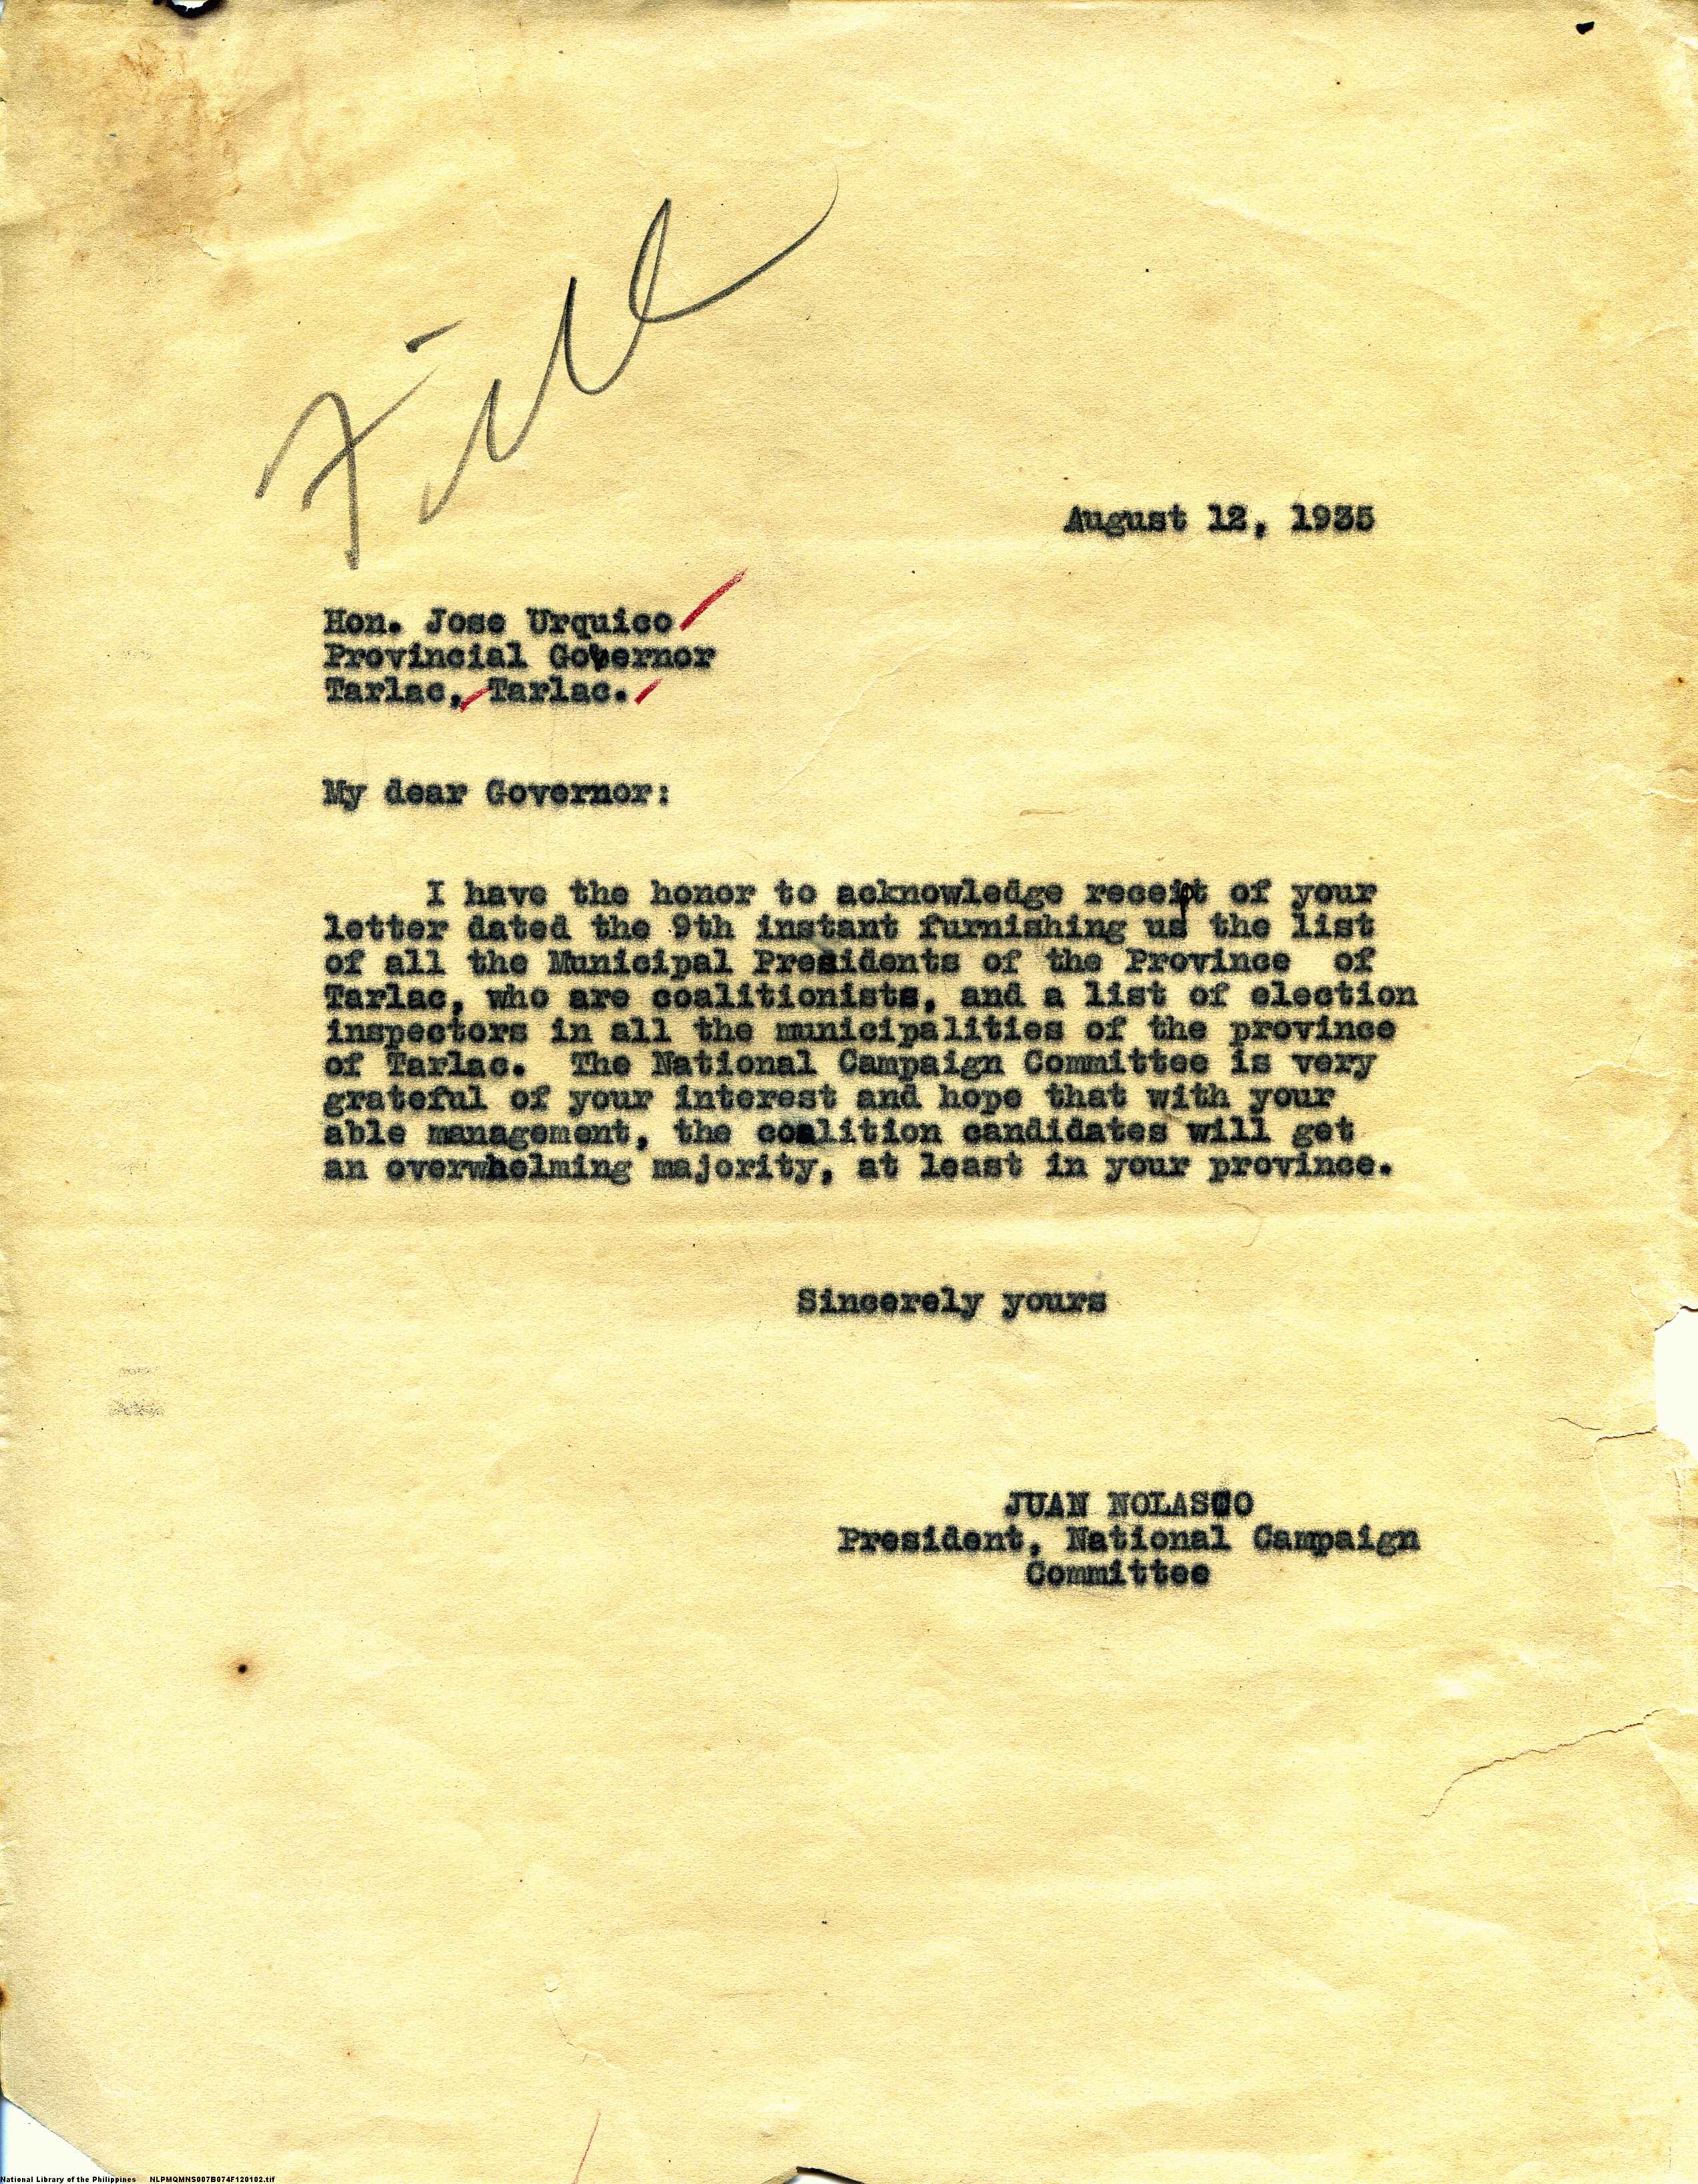 File
August 12, 1935
Hon. Jose Urquico
Provincial Governor
Tarlac, Tarlac.
My dear Governor:
I have the honor to acknowledge receipt of your
letter dated the 9th instant furnishing us the list
of all the Municipal Presidents of the Province of
Tarlac, who are coalitionists, and a list of election
inspectors in all the municipalities of the province
of Tarlac. The National Campaign Committee is very
grateful of your interest and hope that with your
able management, the coalition candidates will get
an overwhelming majority, at least in your province.
Sincerely yours
JUAN NOLASCO
President, National Campaign
Committee
National Library of the Philippines NLPMQMNS007B074F120102.tif